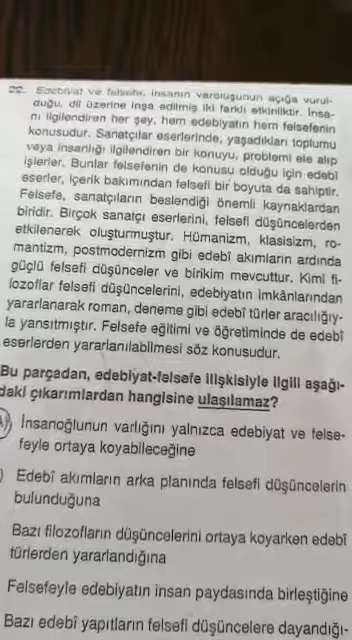 22. Edebiyat ve felsefe, insanın varoluşunun açığa vurul-
duğu, dil üzerine inşa edilmiş iki farklı etkinliktir. İnsa-
nı ilgilendiren her şey, hem edebiyatın hem felsefenin
konusudur. Sanatçılar eserlerinde, yaşadıkları toplumu
veya insanlığı ilgilendiren bir konuyu, problemi ele alıp
işlerler. Bunlar felsefenin de konusu olduğu için edebî
eserler, içerik bakımından felsefi bir boyuta da sahiptir.
Felsefe, sanatçıların beslendiği önemli kaynaklardan
biridir. Birçok sanatçı eserlerini, felsefi düşüncelerden
etkilenerek oluşturmuştur. Hümanizm, klasisizm, ro-
mantizm, postmodernizm gibi edebî akımların ardında
güçlü felsefi düşünceler ve birikim mevcuttur. Kimi fi-
lozoflar felsefi düşüncelerini, edebiyatın imkânlarından
yararlanarak roman, deneme gibi edebî türler aracılığıy-
la yansıtmıştır. Felsefe eğitimi ve öğretiminde de edebî
eserlerden yararlanılabilmesi söz konusudur.
Bu parçadan, edebiyat-felsefe ilişkisiyle ilgili aşağı-
daki çıkarımlardan hangisine ulaşılamaz?
A) İnsanoğlunun varlığını yalnızca edebiyat ve felse-
feyle ortaya koyabileceğine
) Edebî akımların arka planında felsefi düşüncelerin
bulunduğuna
Bazı filozofların düşüncelerini ortaya koyarken edebî
türlerden yararlandığına
Felsefeyle edebiyatın insan paydasında birleştiğine
Bazı edebî yapıtların felsefi düşüncelere dayandığı-